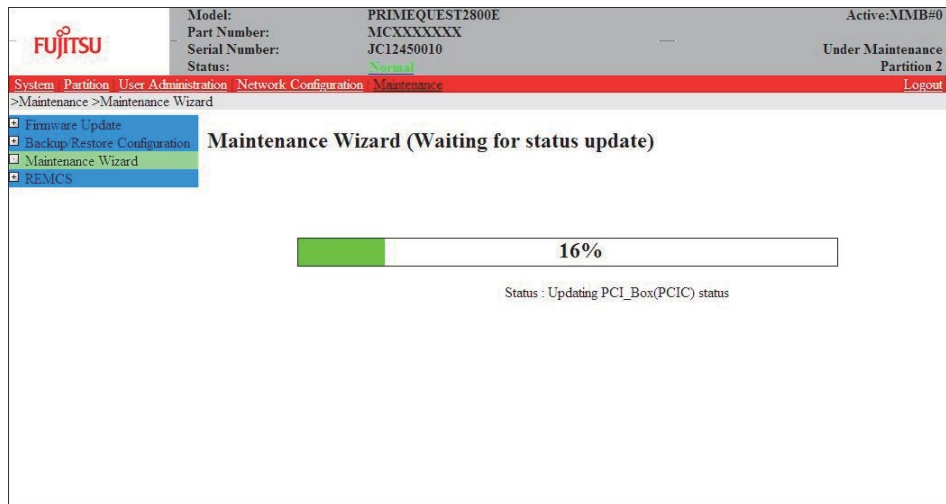 FUJITSU
Model: PRIMEQUEST2800E Active:MMB#0
Part Number: MCXXXXXXX
Serial Number: JC12450010 Under Maintenance
Status: Normal Partition 2
System | Partition | User Administration | Network Configuration | Maintenance Logout
>Maintenance >Maintenance Wizard
Firmware Update
Backup/Restore Configuration
Maintenance Wizard
REMCS
Maintenance Wizard (Waiting for status update)
16%
Status : Updating PCI_Box(PCIC) status